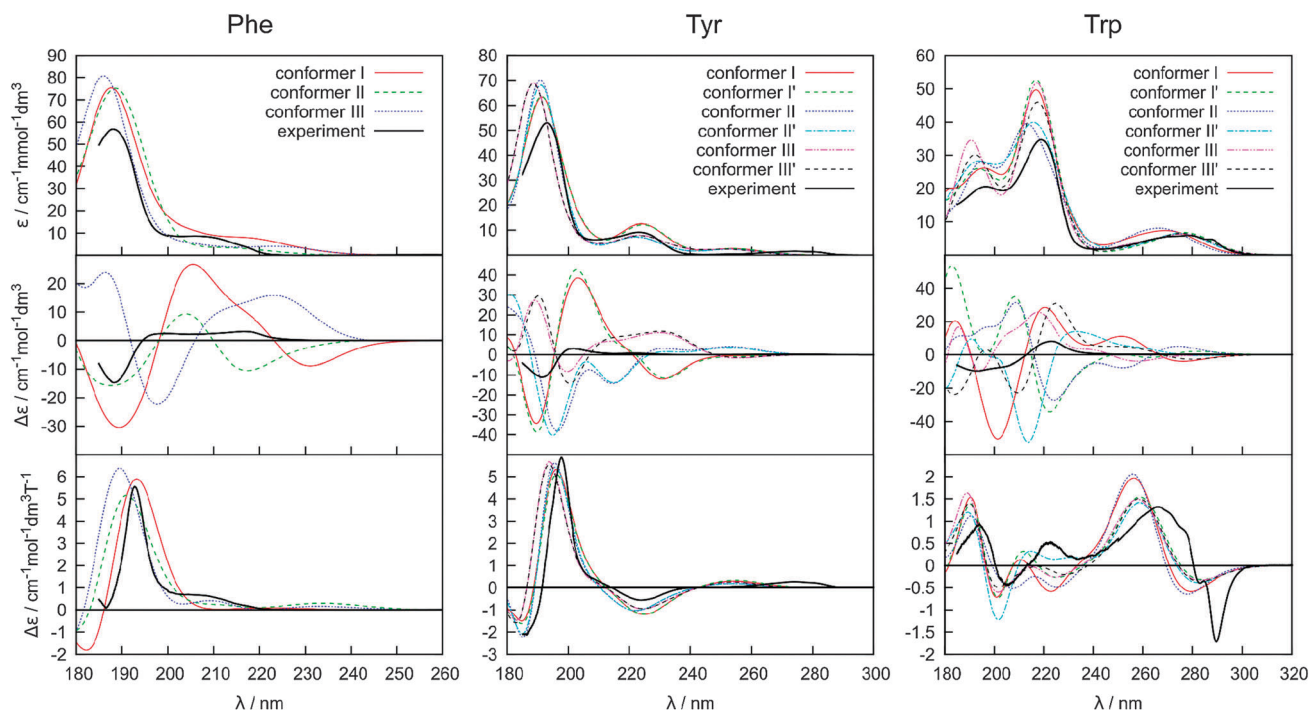 Phe
Tyr
Trp
90
80
70
60
50
40
30
20
10
ε / cm⁻¹mmol⁻¹dm³
conformer I
conformer II
conformer III
experiment
80
70
60
50
40
30
20
10
conformer I
conformer I'
conformer II
conformer II'
conformer III
conformer III'
experiment
60
50
40
30
20
10
conformer I
conformer I'
conformer II
conformer II'
conformer III
conformer III'
experiment
20
10
0
-10
-20
-30
Δε / cm⁻¹mol⁻¹dm³
40
30
20
10
0
-10
-20
-30
-40
40
20
0
-20
-40
6
5
4
3
2
1
0
-1
-2
Δε / cm⁻¹mol⁻¹dm³T⁻¹
5
4
3
2
1
0
-1
-2
-3
2
1.5
1
0.5
0
-0.5
-1
-1.5
-2
180 190 200 210 220 230 240 250 260
180 200 220 240 260 280 300
180 200 220 240 260 280 300 320
λ / nm
λ / nm
λ / nm